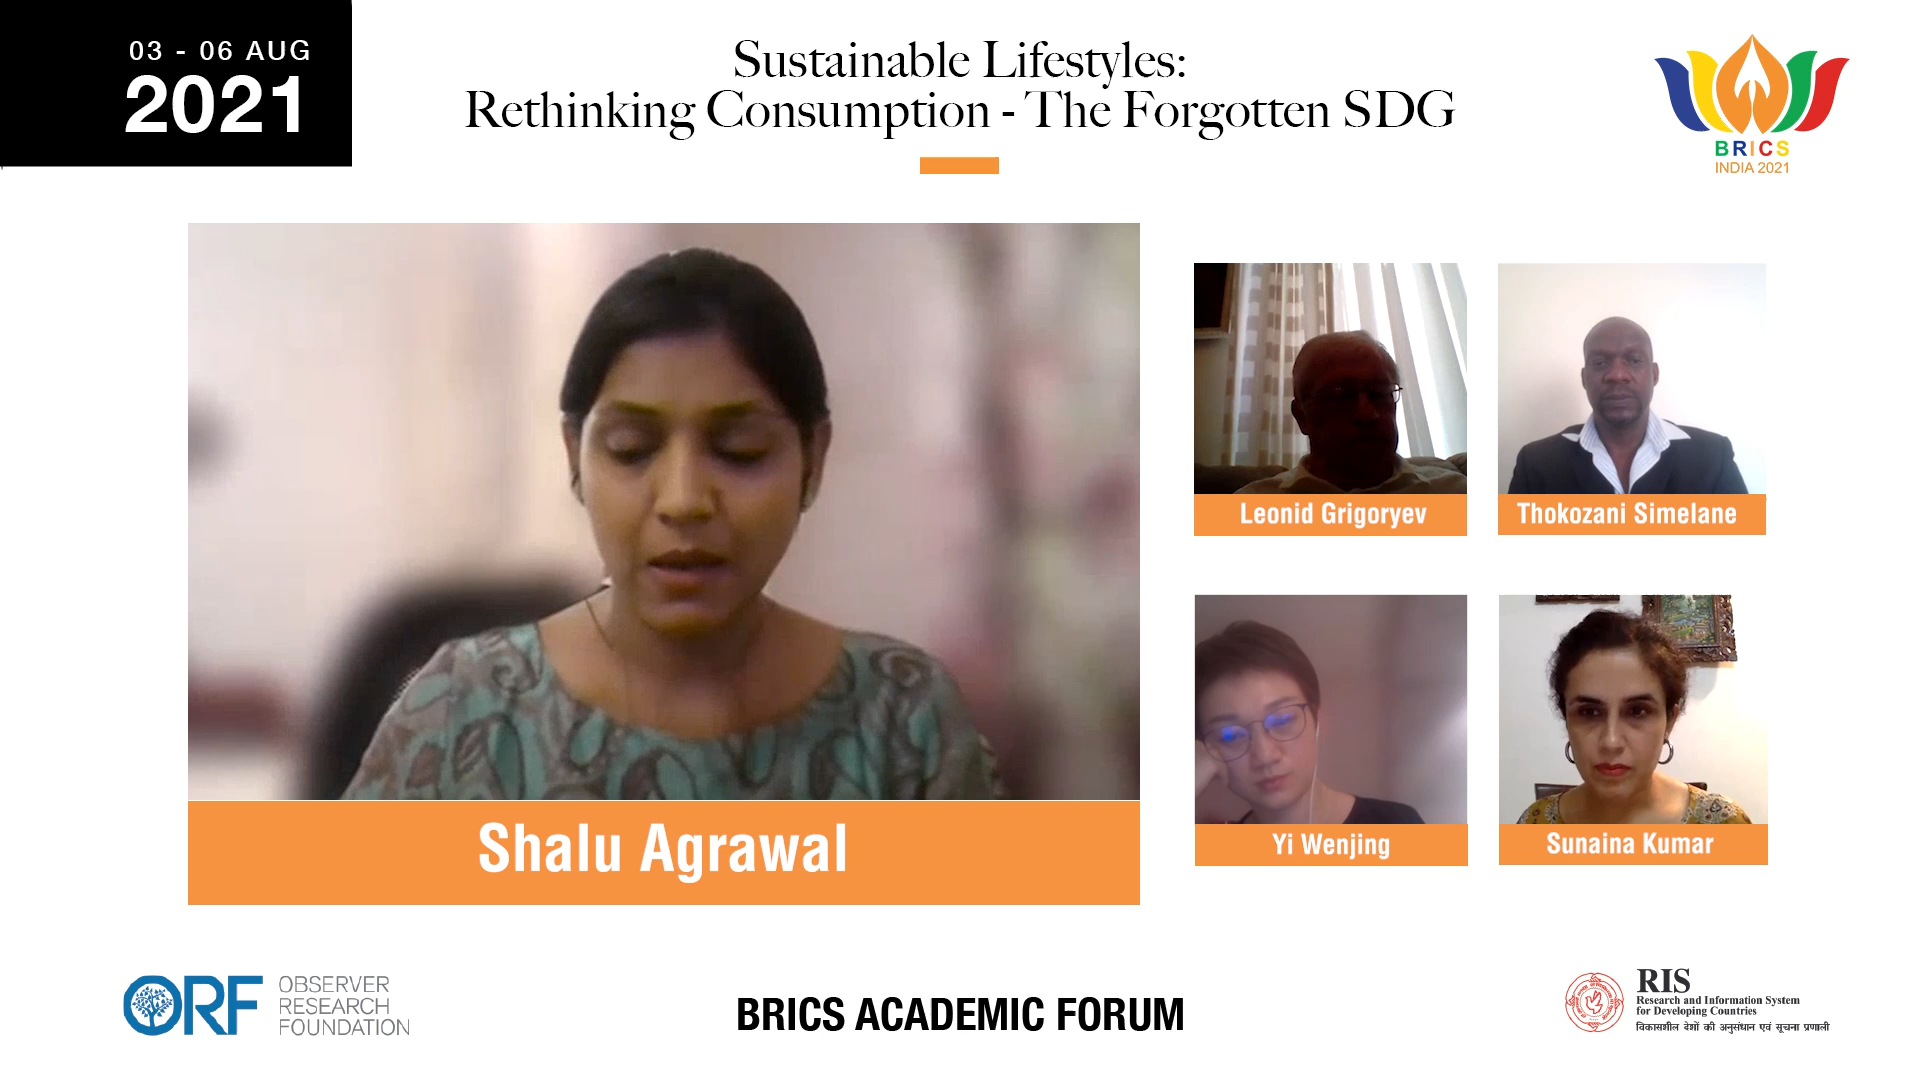 03 - 06 AUG
2021
Sustainable Lifestyles:
Rethinking Consumption - The Forgotten SDG
BRICS
INDIA 2021
Shalu Agrawal
Leonid Grigoryev
Thokozani Simelane
Yi Wenjing
Sunaina Kumar
ORF
OBSERVER
RESEARCH
FOUNDATION
BRICS ACADEMIC FORUM
RIS
Research and Information System
for Developing Countries
विकासशील देशों की अनुसंधान एवं सूचना प्रणाली